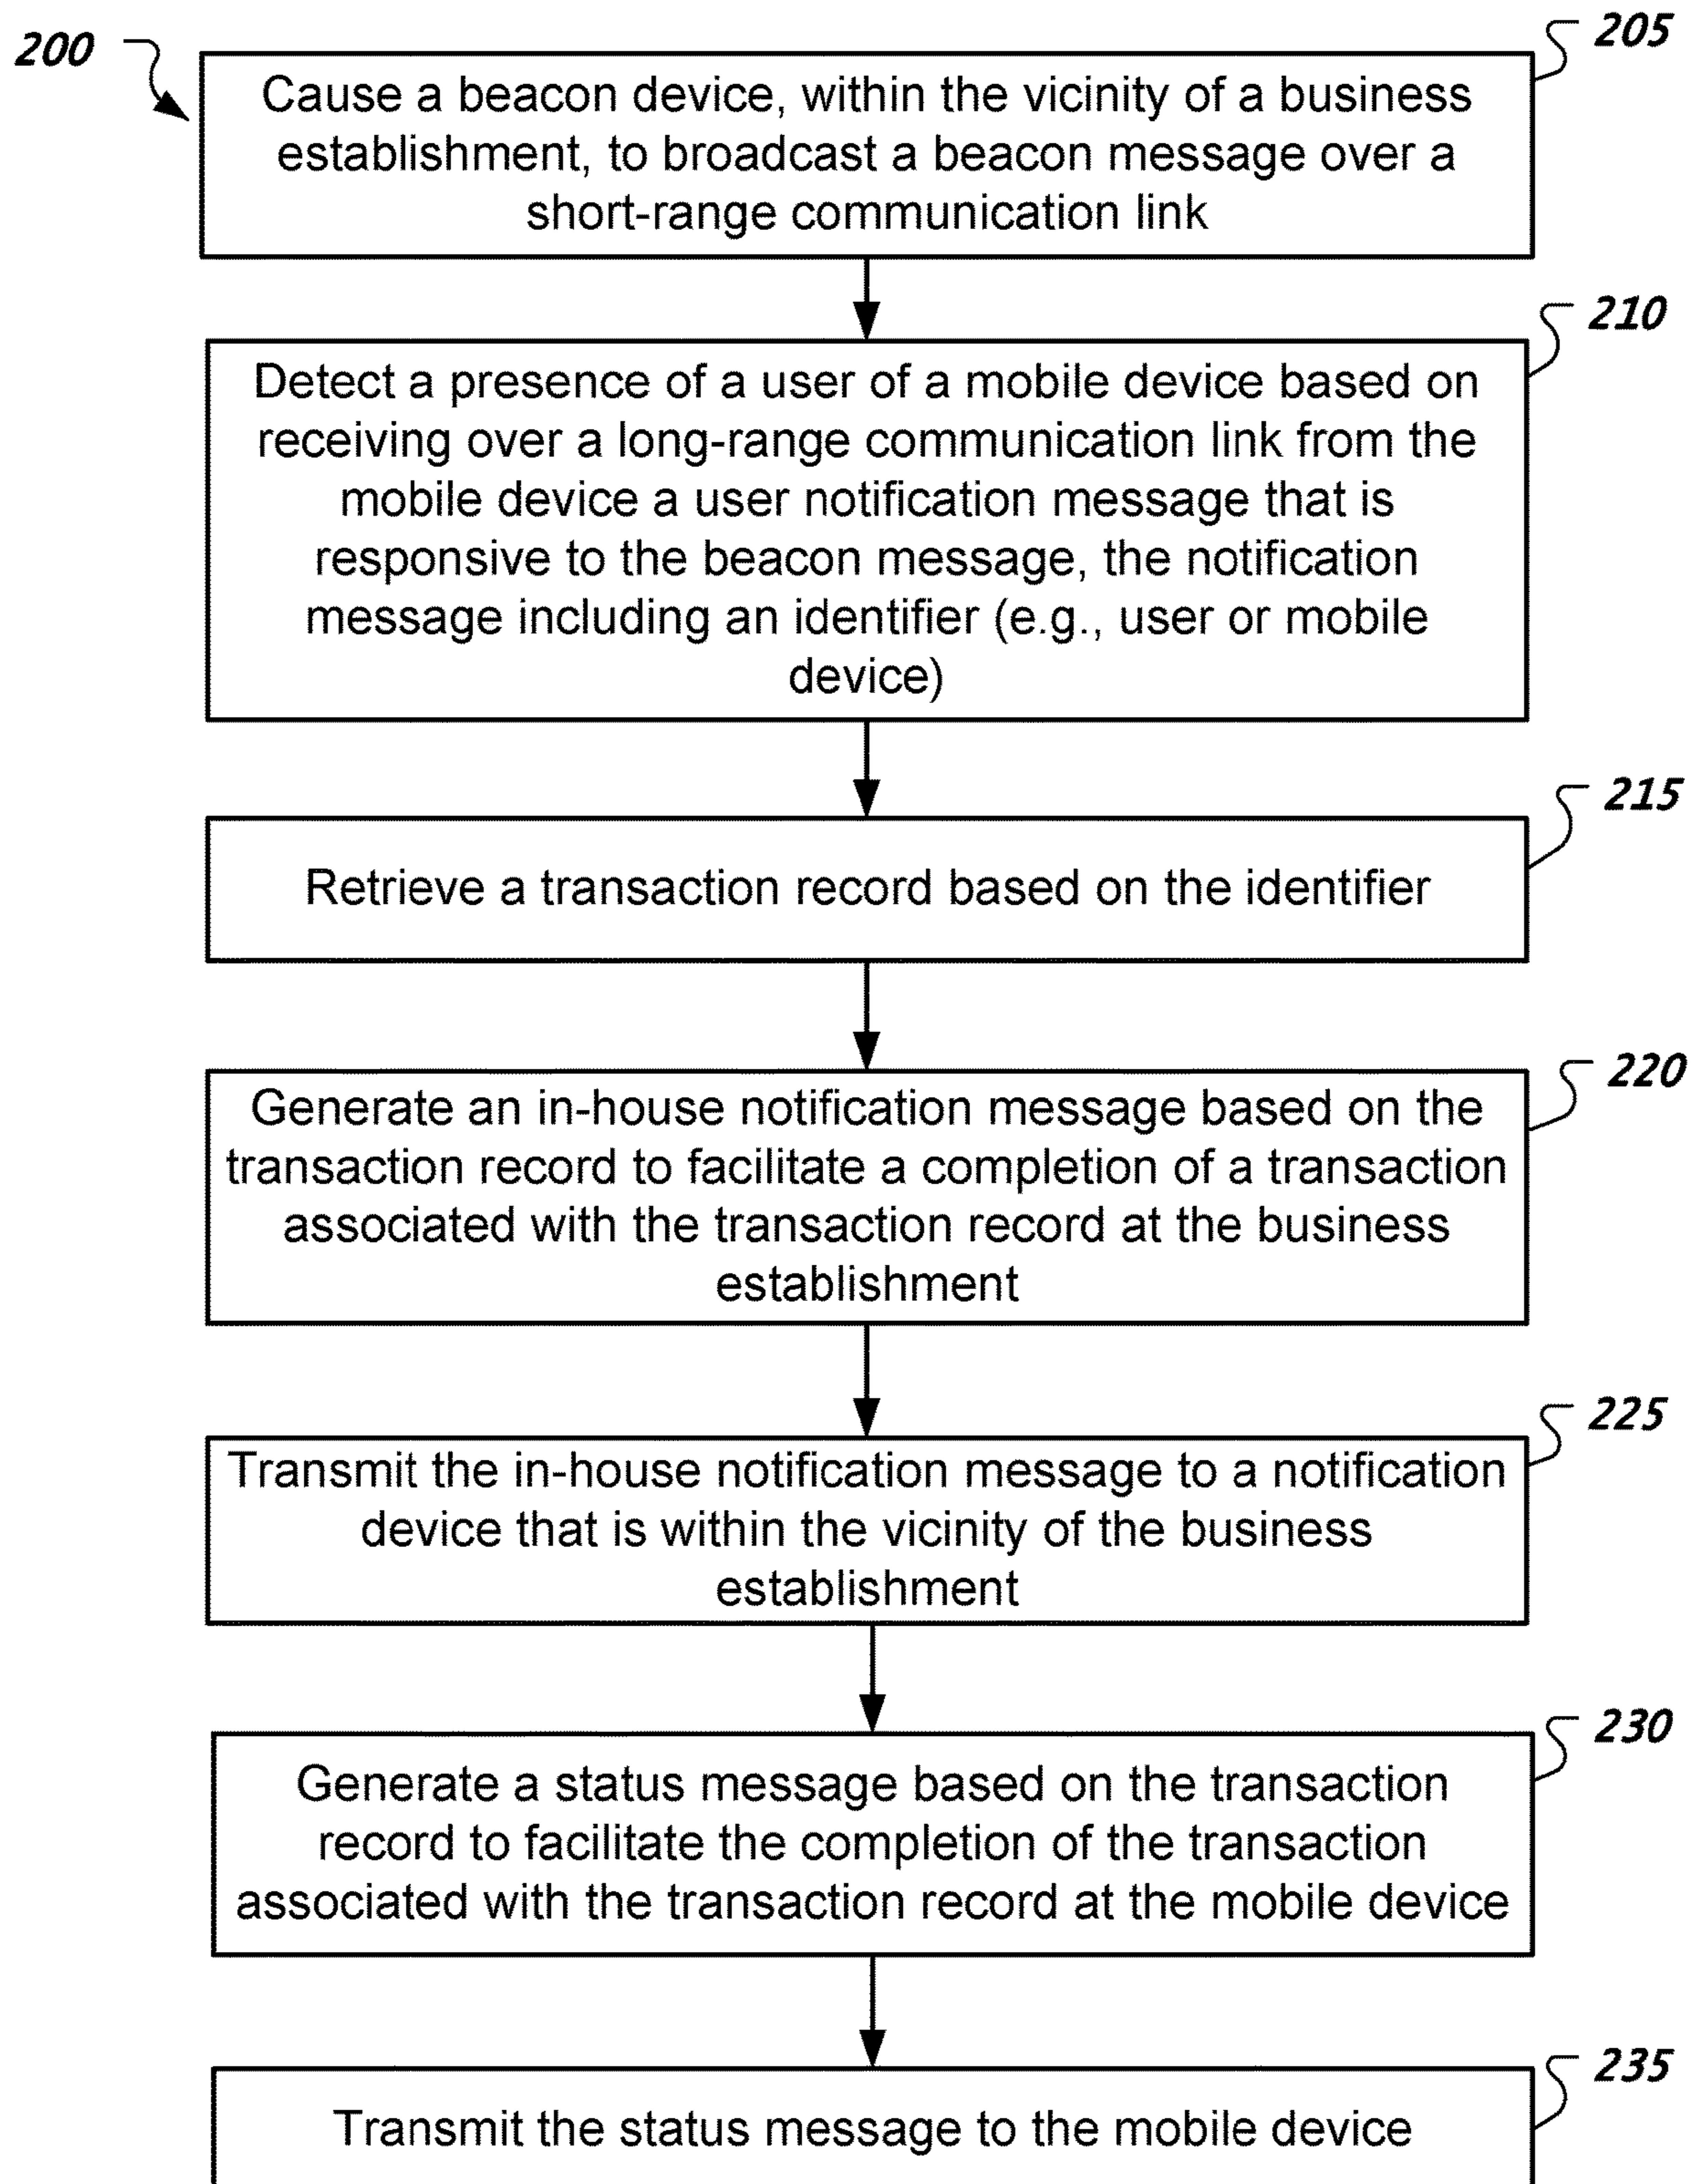 200
205
Cause a beacon device, within the vicinity of a business
establishment, to broadcast a beacon message over a
short-range communication link
210
Detect a presence of a user of a mobile device based on
receiving over a long-range communication link from the
mobile device a user notification message that is
responsive to the beacon message, the notification
message including an identifier (e.g., user or mobile
device)
215
Retrieve a transaction record based on the identifier
220
Generate an in-house notification message based on the
transaction record to facilitate a completion of a transaction
associated with the transaction record at the business
establishment
225
Transmit the in-house notification message to a notification
device that is within the vicinity of the business
establishment
230
Generate a status message based on the transaction
record to facilitate the completion of the transaction
associated with the transaction record at the mobile device
235
Transmit the status message to the mobile device